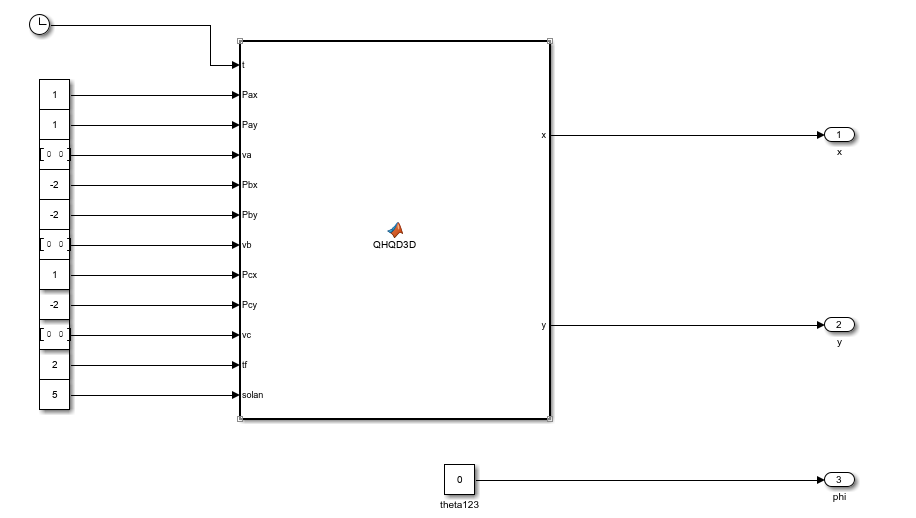 t
1
Pax
1
Pay
[0 0]
va
-2
Pbx
-2
Pby
[0 0]
vb
1
Pcx
-2
Pcy
[0 0]
vc
2
tf
5
solan
QHQD3D
x
1
x
y
2
y
0
theta123
3
phi